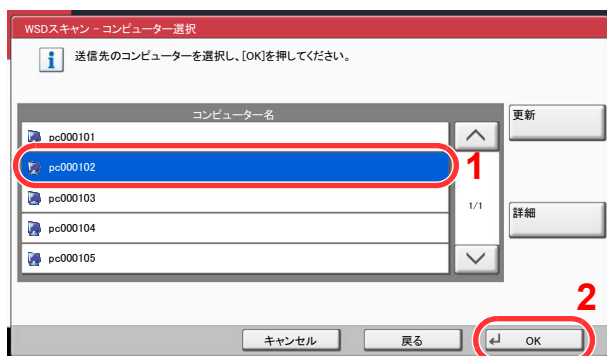 WSDスキャン - コンピューター選択
送信先のコンピューターを選択し、[OK]を押してください。
コンピューター名
更新
pc000101
pc000102
1
pc000103
1/1
詳細
pc000104
pc000105
2
キャンセル
戻る
OK